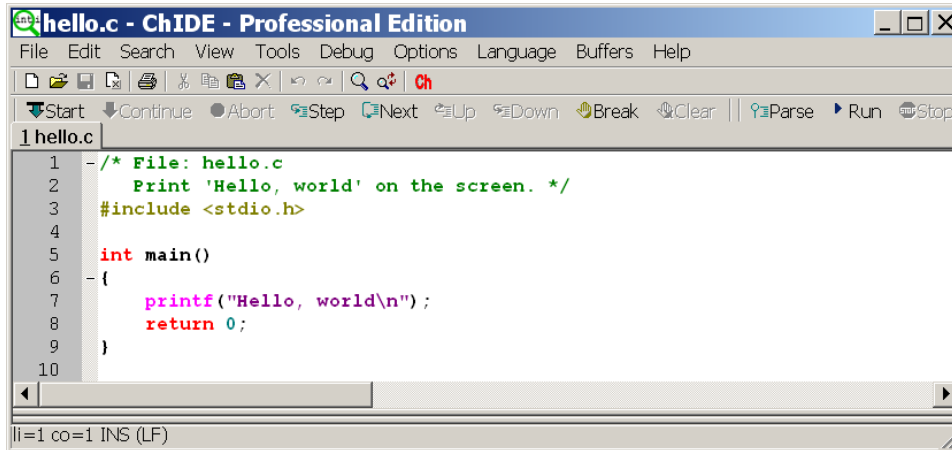 hello.c - ChIDE - Professional Edition
File Edit Search View Tools Debug Options Language Buffers Help
Ch
Start Continue Abort Step Next Up Down Break Clear Parse Run Stop
1 hello.c
1 /* File: hello.c
2 Print 'Hello, world' on the screen. */
3 #include <stdio.h>
4
5 int main()
6 {
7 printf("Hello, world\n");
8 return 0;
9 }
10
li=1 co=1 INS (LF)